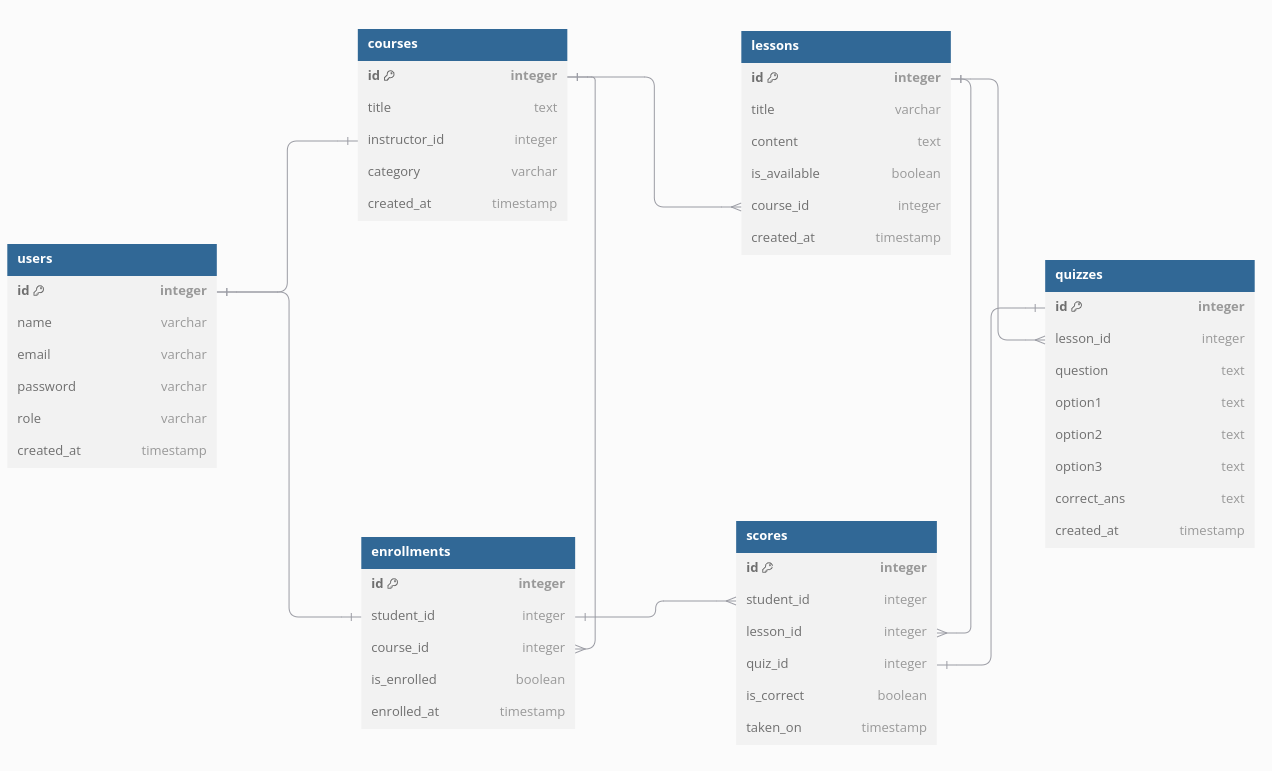 courses
id integer
title text
instructor_id integer
category varchar
created_at timestamp
lessons
id integer
title varchar
content text
is_available boolean
course_id integer
created_at timestamp
users
id integer
name varchar
email varchar
password varchar
role varchar
created_at timestamp
quizzes
id integer
lesson_id integer
question text
option1 text
option2 text
option3 text
correct_ans text
created_at timestamp
enrollments
id integer
student_id integer
course_id integer
is_enrolled boolean
enrolled_at timestamp
scores
id integer
student_id integer
lesson_id integer
quiz_id integer
is_correct boolean
taken_on timestamp